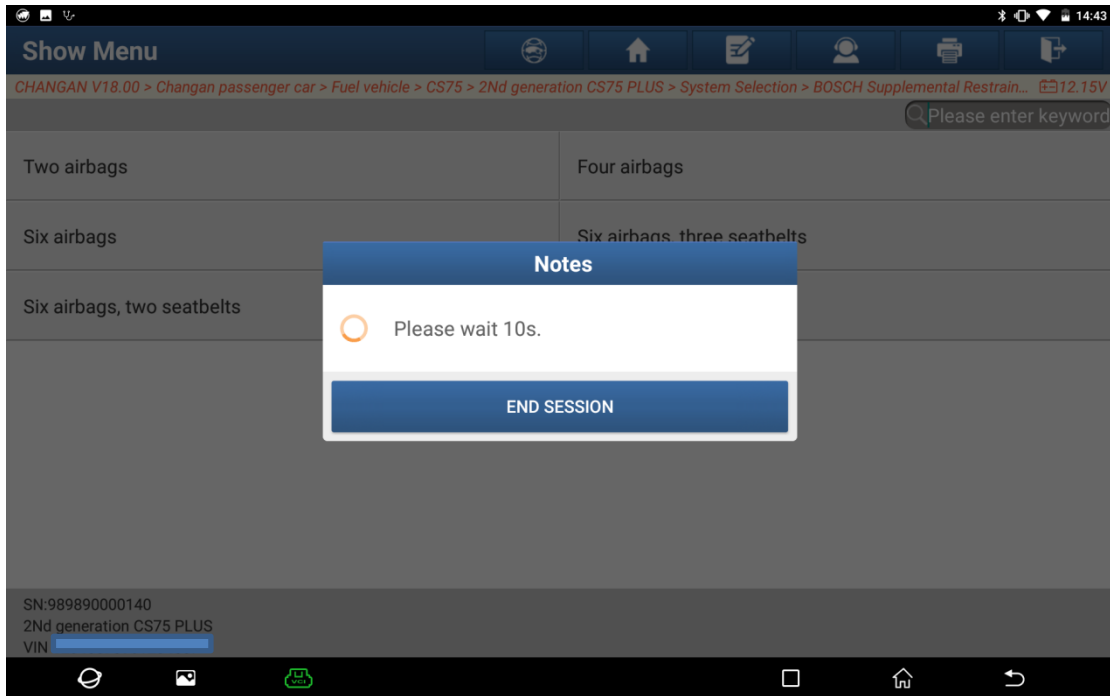 14:43
Show Menu
CHANGAN V18.00 > Changan passenger car > Fuel vehicle > CS75 > 2Nd generation CS75 PLUS > System Selection > BOSCH Supplemental Restrain... 12.15V
Please enter keyword
Two airbags
Four airbags
Six airbags
Six airbags, three seatbelts
Six airbags, two seatbelts
Notes
Please wait 10s.
END SESSION
SN:989890000140
2Nd generation CS75 PLUS
VIN
VCI